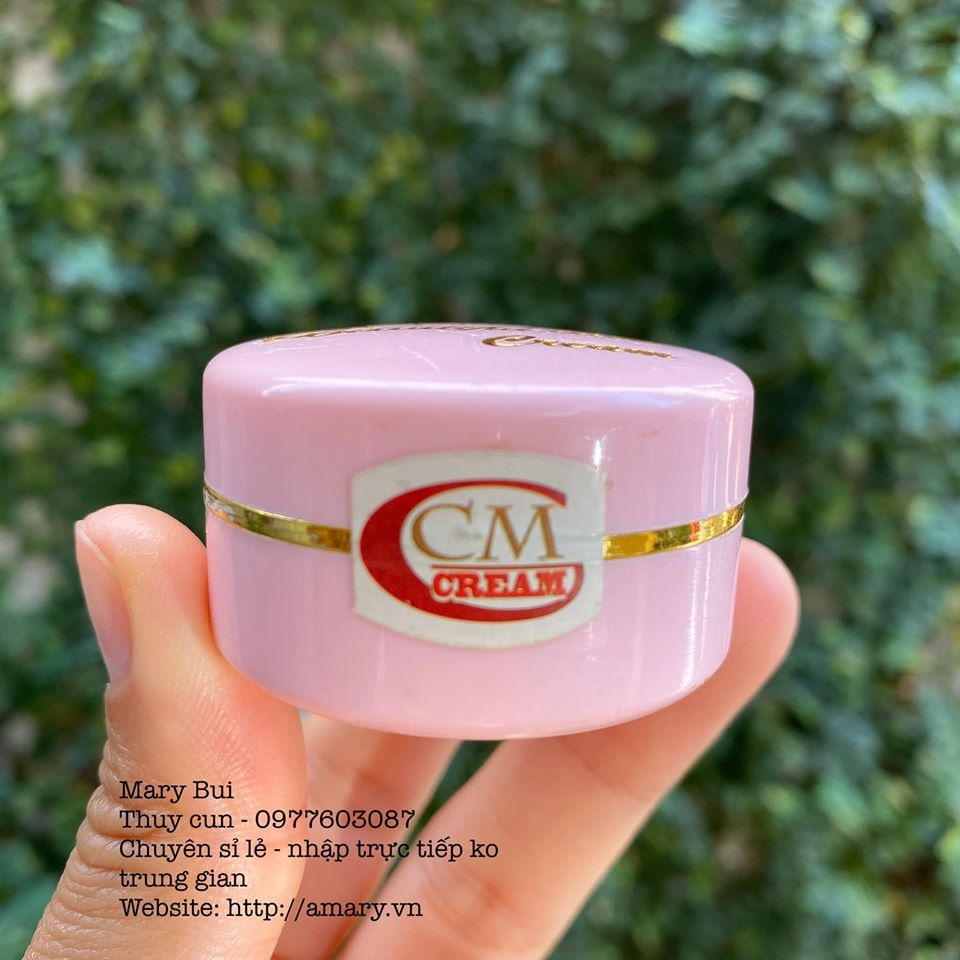 Cream
CM
CREAM
Mary Bui
Thuy cun - 0977603087
Chuyên sỉ lẻ - nhập trực tiếp ko
trung gian
Website: http://amary.vn